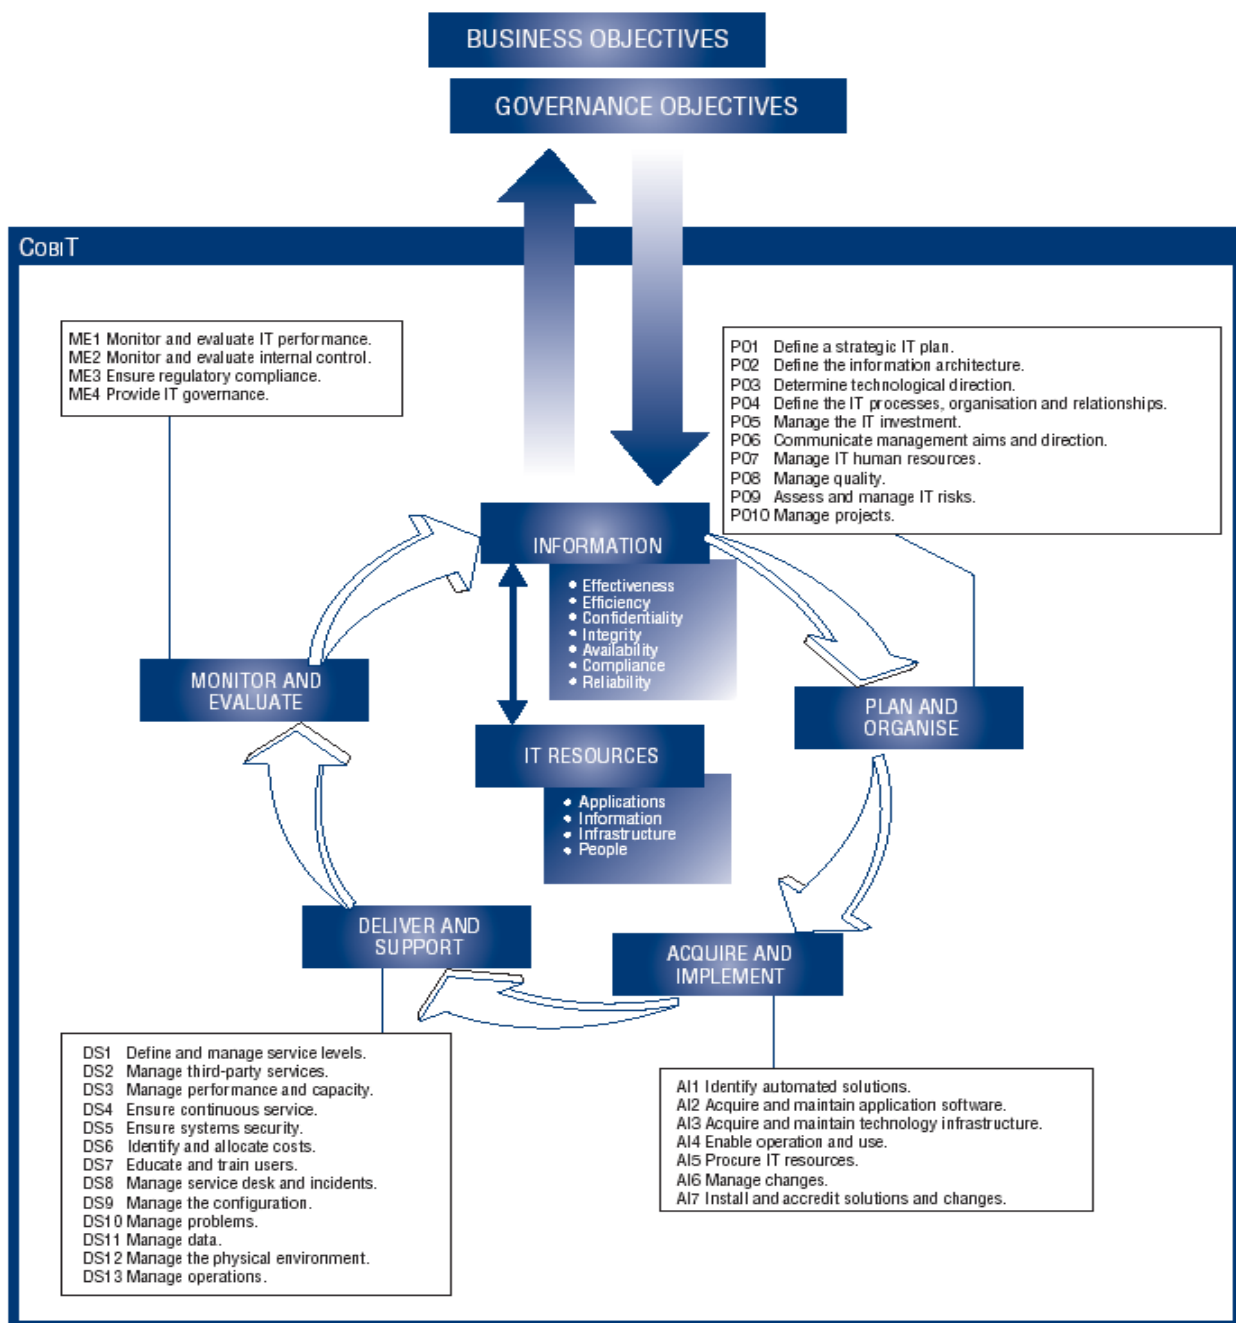 BUSINESS OBJECTIVES
GOVERNANCE OBJECTIVES
COBIT
ME1 Monitor and evaluate IT performance.
ME2 Monitor and evaluate internal control.
ME3 Ensure regulatory compliance.
ME4 Provide IT governance.
PO1 Define a strategic IT plan.
PO2 Define the information architecture.
PO3 Determine technological direction.
PO4 Define the IT processes, organisation and relationships.
PO5 Manage the IT investment.
PO6 Communicate management aims and direction.
PO7 Manage IT human resources.
PO8 Manage quality.
PO9 Assess and manage IT risks.
PO10 Manage projects.
INFORMATION
• Effectiveness
• Efficiency
• Confidentiality
• Integrity
• Availability
• Compliance
• Reliability
MONITOR AND
EVALUATE
PLAN AND
ORGANISE
IT RESOURCES
• Applications
• Information
• Infrastructure
• People
DELIVER AND
SUPPORT
ACQUIRE AND
IMPLEMENT
DS1 Define and manage service levels.
DS2 Manage third-party services.
DS3 Manage performance and capacity.
DS4 Ensure continuous service.
DS5 Ensure systems security.
DS6 Identify and allocate costs.
DS7 Educate and train users.
DS8 Manage service desk and incidents.
DS9 Manage the configuration.
DS10 Manage problems.
DS11 Manage data.
DS12 Manage the physical environment.
DS13 Manage operations.
AI1 Identify automated solutions.
AI2 Acquire and maintain application software.
AI3 Acquire and maintain technology infrastructure.
AI4 Enable operation and use.
AI5 Procure IT resources.
AI6 Manage changes.
AI7 Install and accredit solutions and changes.